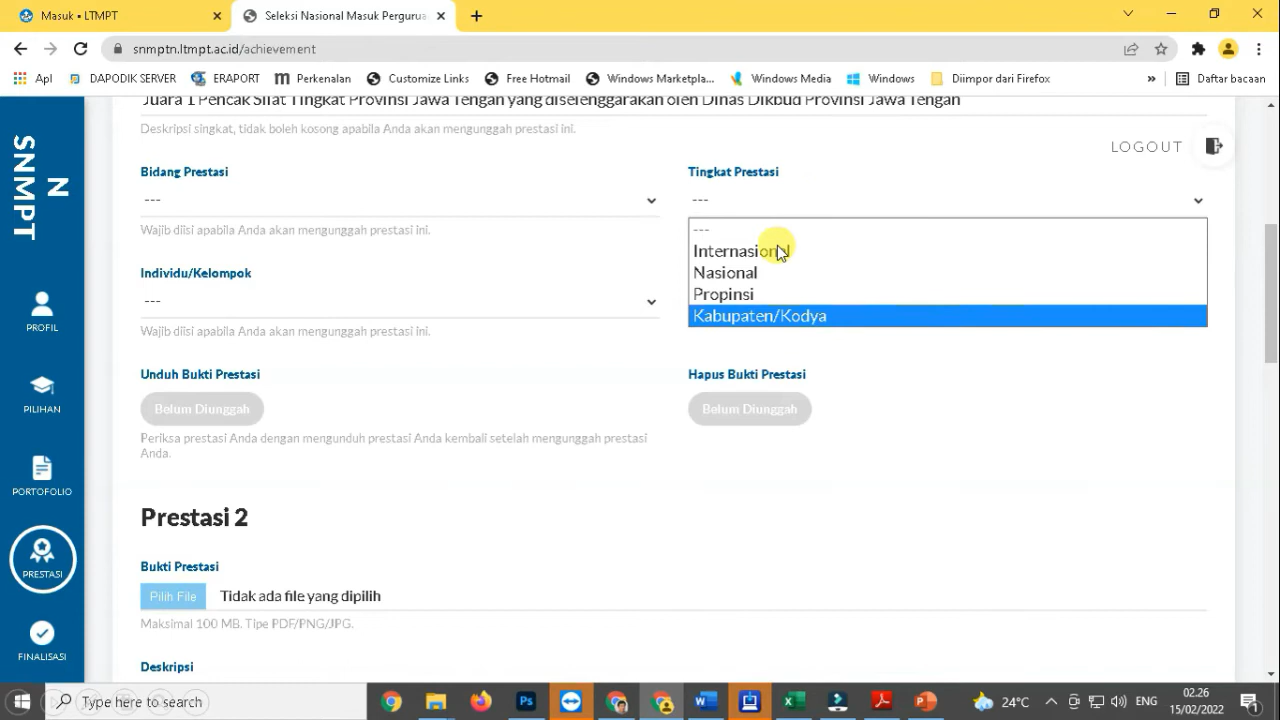 Masuk • LTMPT
Seleksi Nasional Masuk Pergurua
snmptn.ltmpt.ac.id/achievement
Apl
DAPODIK SERVER
ERAPORT
Perkenalan
Customize Links
Free Hotmail
Windows Marketpla...
Windows Media
Windows
Diimpor dari Firefox
»
Daftar bacaan
Juara 1 Pencak Silat Tingkat Provinsi Jawa Tengan yang diselenggarakan oleh Dinas Dikbud Provinsi Jawa Tengah
Deskripsi singkat, tidak boleh kosong apabila Anda akan mengunggah prestasi ini.
LOGOUT
SNMPT
N
Bidang Prestasi
Tingkat Prestasi
---
---
Wajib diisi apabila Anda akan mengunggah prestasi ini.
---
Internasional
Nasional
Propinsi
Kabupaten/Kodya
Individu/Kelompok
---
Wajib diisi apabila Anda akan mengunggah prestasi ini.
PROFIL
Unduh Bukti Prestasi
Hapus Bukti Prestasi
Belum Diunggah
Belum Diunggah
PILIHAN
Periksa prestasi Anda dengan mengunduh prestasi Anda kembali setelah mengunggah prestasi
Anda.
PORTOFOLIO
Prestasi 2
Bukti Prestasi
PRESTASI
Pilih File
Tidak ada file yang dipilih
Maksimal 100 MB. Tipe PDF/PNG/JPG.
FINALISASI
Deskripsi
Type here to search
24°C
ENG
02.26
15/02/2022